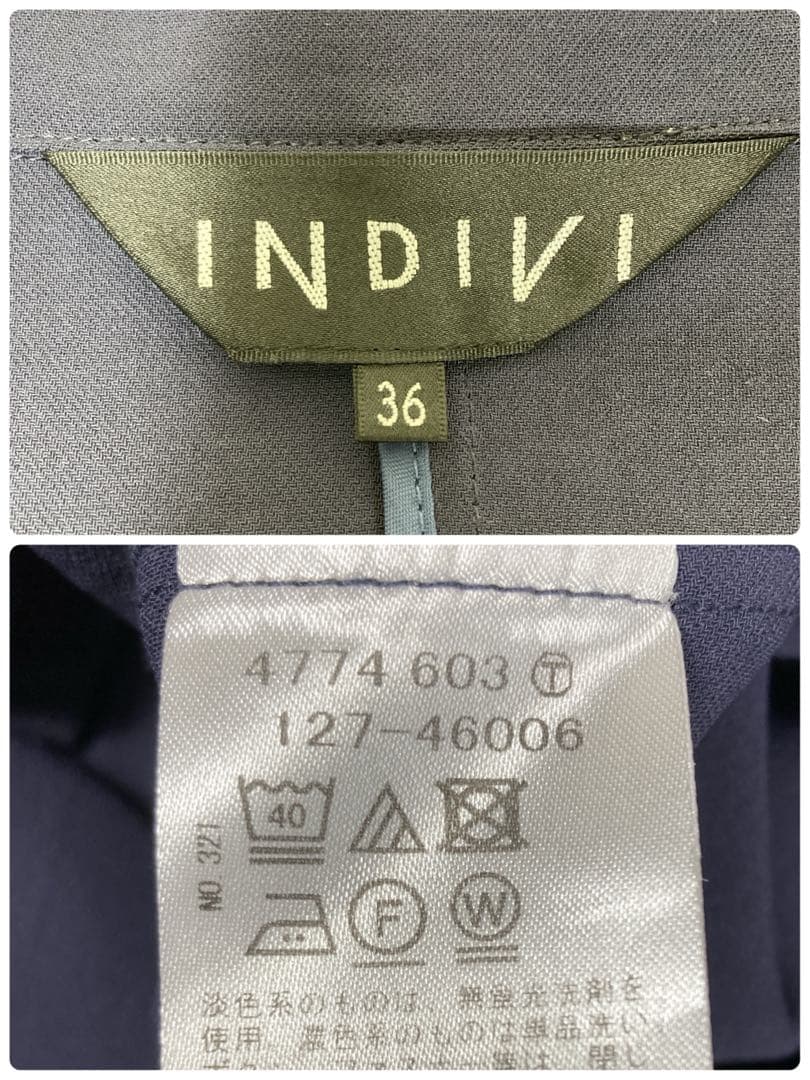 INDIVI
36
4774 603 Ⓣ
127-46006
NO.321
40
F
W
淡色系のものは、無蛍光洗剤を
使用、濃色系のものは単品洗い